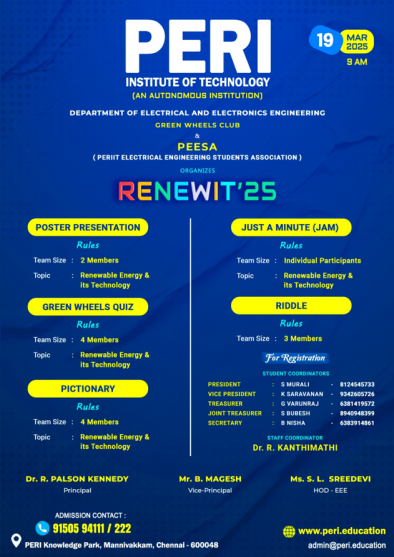 PERI
INSTITUTE OF TECHNOLOGY
(AN AUTONOMOUS INSTITUTION)
19 MAR 2025
9 AM
DEPARTMENT OF ELECTRICAL AND ELECTRONICS ENGINEERING
GREEN WHEELS CLUB
&
PEESA
( PERIIT ELECTRICAL ENGINEERING STUDENTS ASSOCIATION )
ORGANIZES
RENEWIT'25
POSTER PRESENTATION
Rules
Team Size : 2 Members
Topic : Renewable Energy &
its Technology
GREEN WHEELS QUIZ
Rules
Team Size : 4 Members
Topic : Renewable Energy &
its Technology
PICTIONARY
Rules
Team Size : 4 Members
Topic : Renewable Energy &
its Technology
JUST A MINUTE (JAM)
Rules
Team Size : Individual Participants
Topic : Renewable Energy &
its Technology
RIDDLE
Rules
Team Size : 3 Members
For Registration
STUDENT COORDINATORS
PRESIDENT : S MURALI - 8124545733
VICE PRESIDENT : K SARAVANAN - 9342605726
TREASURER : G VARUNRAJ - 6381419572
JOINT TREASURER : S BUBESH - 8940948399
SECRETARY : B NISHA - 6383914861
STAFF COORDINATOR
Dr. R. KANTHIMATHI
Dr. R. PALSON KENNEDY
Principal
Mr. B. MAGESH
Vice-Principal
Ms. S. L. SREEDEVI
HOD - EEE
ADMISSION CONTACT :
91505 94111 / 222
PERI Knowledge Park, Mannivakkam, Chennai - 600048
www.peri.education
admin@peri.education